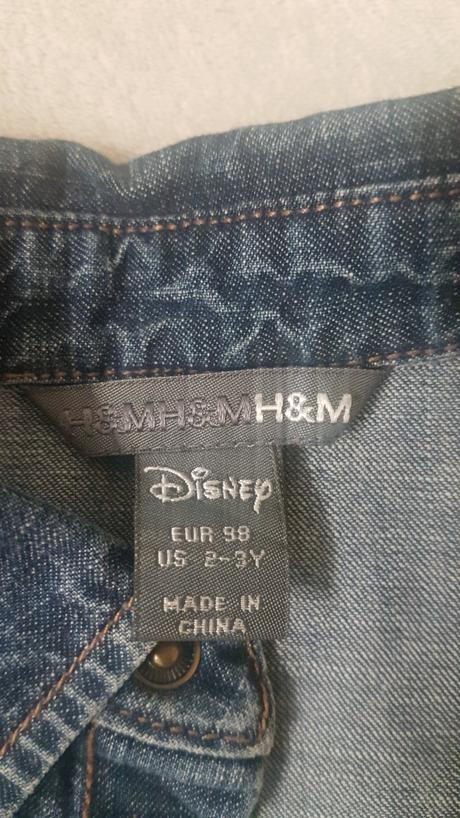 H&MH&MH&M
Disney
EUR 98
US 2-3Y
MADE IN
CHINA